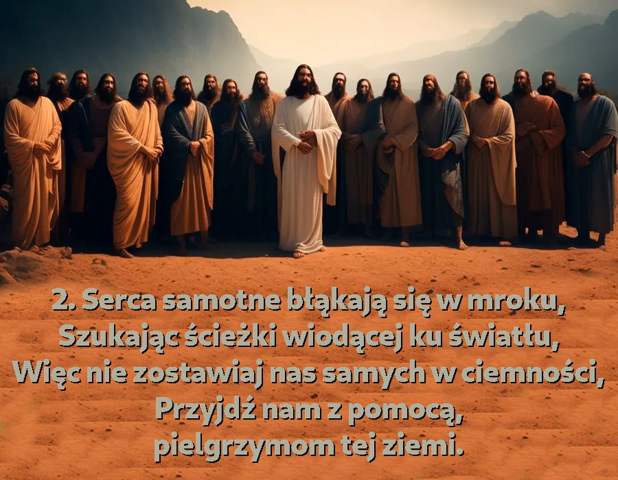 2. Serca samotne błąkają się w mroku,
Szukając ścieżki wiodącej ku światłu,
Więc nie zostawiaj nas samych w ciemności,
Przyjdź nam z pomocą,
pielgrzymom tej ziemi.